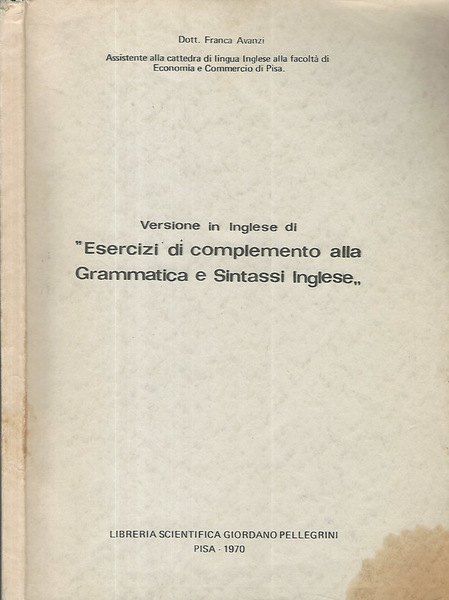 Dott. Franca Avanzi
Assistente alla cattedra di lingua Inglese alla facoltà di
Economia e Commercio di Pisa.
Versione in Inglese di
"Esercizi di complemento alla
Grammatica e Sintassi Inglese„
LIBRERIA SCIENTIFICA GIORDANO PELLEGRINI
PISA - 1970